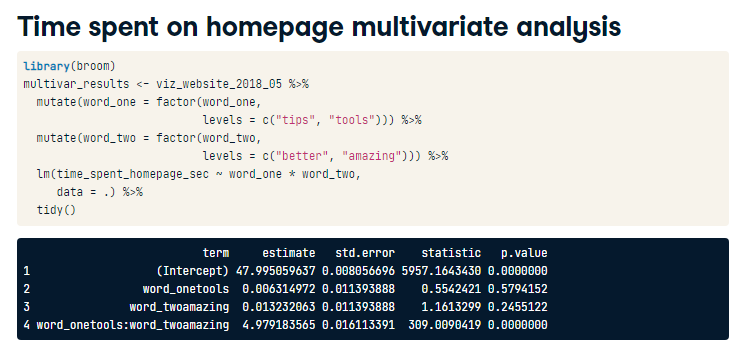 Time spent on homepage multivariate analysis
library(broom)
multivar_results <- viz_website_2018_05 %>%
  mutate(word_one = factor(word_one,
                           levels = c("tips", "tools"))) %>%
  mutate(word_two = factor(word_two,
                           levels = c("better", "amazing"))) %>%
  lm(time_spent_homepage_sec ~ word_one * word_two,
     data = .) %>%
  tidy()
                         term     estimate   std.error    statistic   p.value
1                 (Intercept) 47.995059637 0.008056696 5957.1643430 0.0000000
2               word_onetools  0.006314972 0.011393888    0.5542421 0.5794152
3             word_twoamazing  0.013232063 0.011393888    1.1613299 0.2455122
4 word_onetools:word_twoamazing  4.979183565 0.016113391  309.0090419 0.0000000